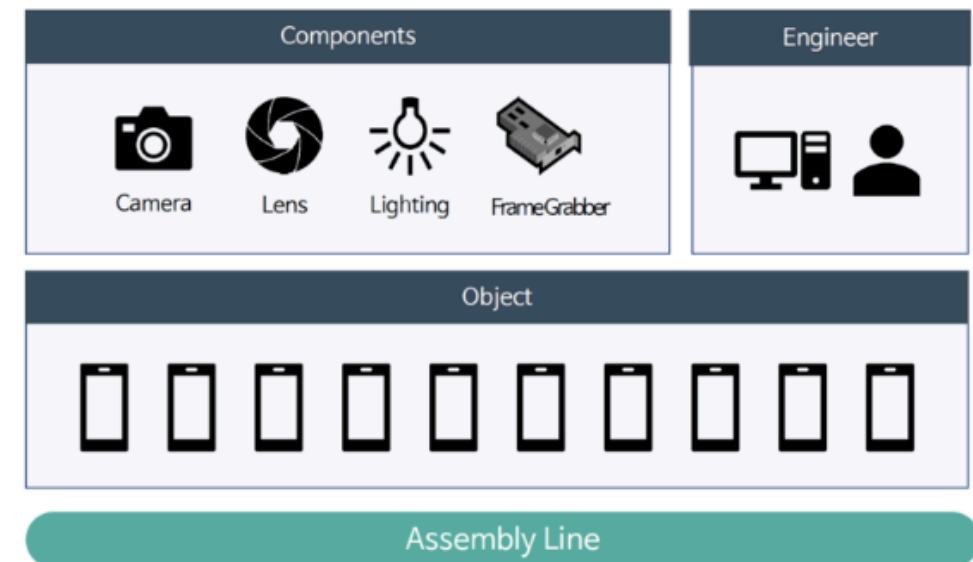 Components
Engineer
Camera
Lens
Lighting
FrameGrabber
Object
Assembly Line